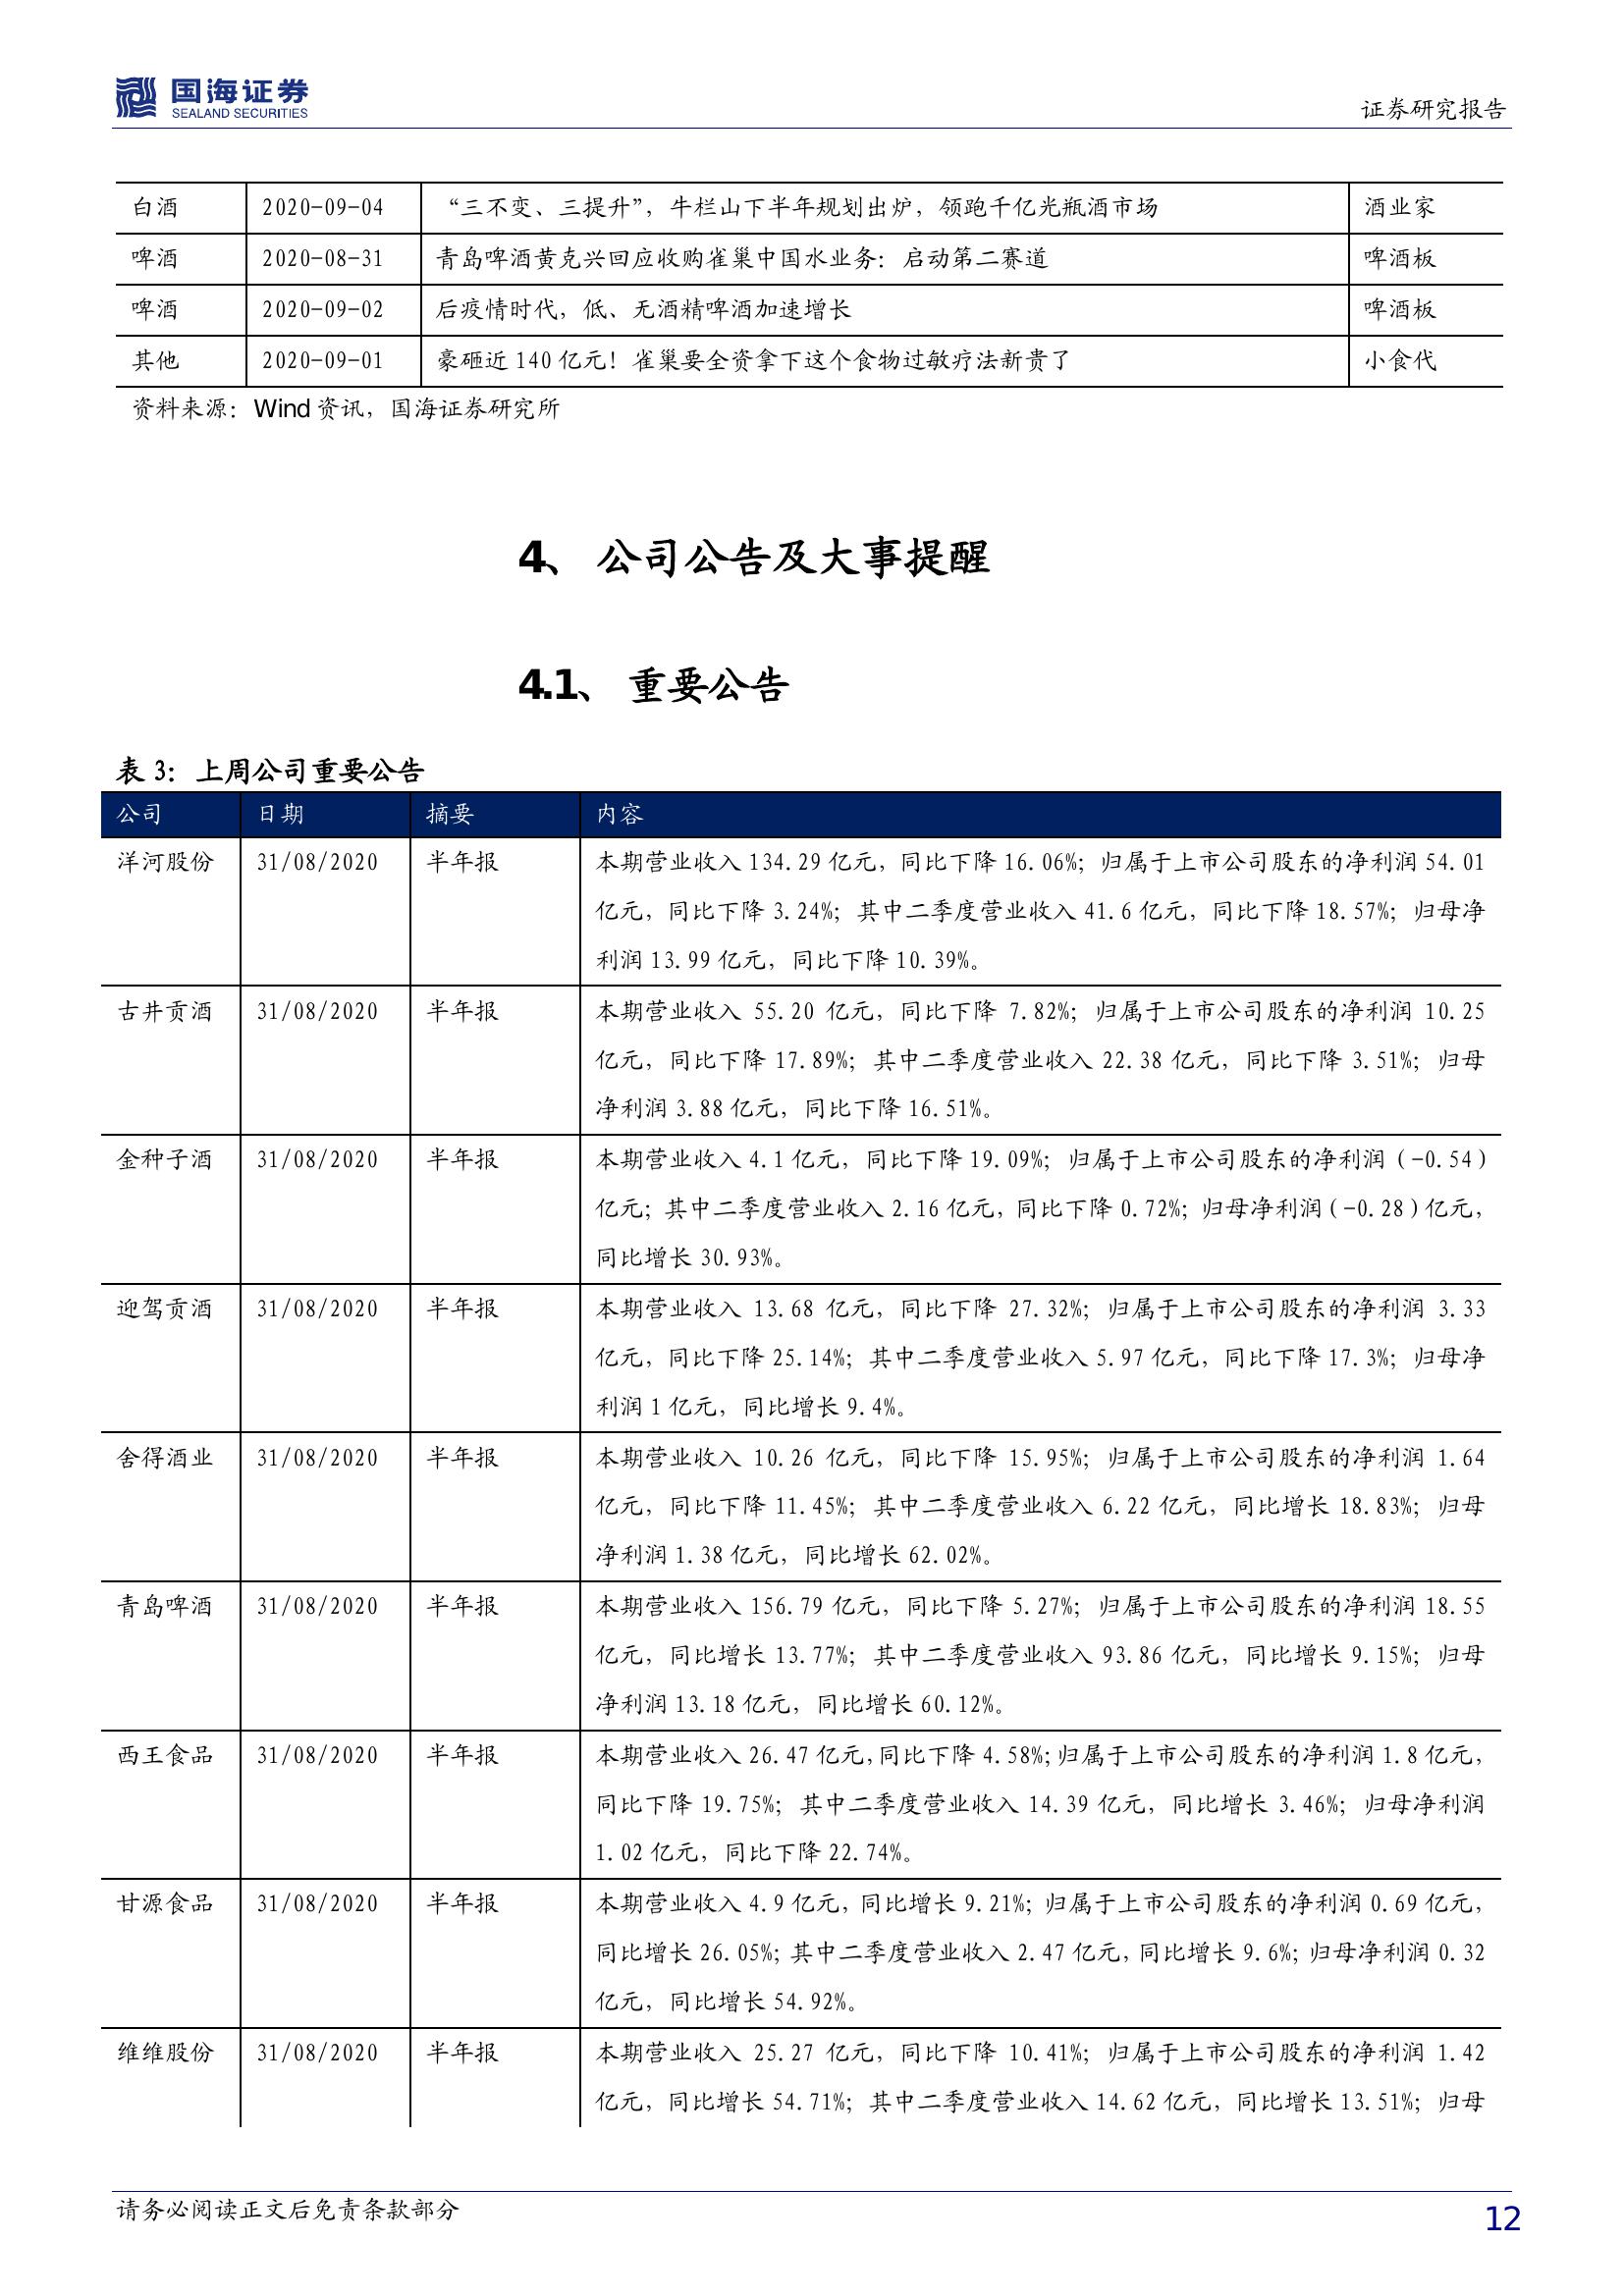 国海证券
SEALAND SECURITIES
证券研究报告
白酒 2020-09-04 “三不变、三提升”，牛栏山下半年规划出炉，领跑千亿光瓶酒市场 酒业家
啤酒 2020-08-31 青岛啤酒黄克兴回应收购雀巢中国水业务：启动第二赛道 啤酒板
啤酒 2020-09-02 后疫情时代，低、无酒精啤酒加速增长 啤酒板
其他 2020-09-01 豪砸近 140 亿元！雀巢要全资拿下这个食物过敏疗法新贵了 小食代
资料来源：Wind 资讯，国海证券研究所
4、 公司公告及大事提醒
4.1、 重要公告
表 3：上周公司重要公告
公司 日期 摘要 内容
洋河股份 31/08/2020 半年报 本期营业收入 134.29 亿元，同比下降 16.06%；归属于上市公司股东的净利润 54.01
亿元，同比下降 3.24%；其中二季度营业收入 41.6 亿元，同比下降 18.57%；归母净
利润 13.99 亿元，同比下降 10.39%。
古井贡酒 31/08/2020 半年报 本期营业收入 55.20 亿元，同比下降 7.82%；归属于上市公司股东的净利润 10.25
亿元，同比下降 17.89%；其中二季度营业收入 22.38 亿元，同比下降 3.51%；归母
净利润 3.88 亿元，同比下降 16.51%。
金种子酒 31/08/2020 半年报 本期营业收入 4.1 亿元，同比下降 19.09%；归属于上市公司股东的净利润（-0.54）
亿元；其中二季度营业收入 2.16 亿元，同比下降 0.72%；归母净利润（-0.28）亿元，
同比增长 30.93%。
迎驾贡酒 31/08/2020 半年报 本期营业收入 13.68 亿元，同比下降 27.32%；归属于上市公司股东的净利润 3.33
亿元，同比下降 25.14%；其中二季度营业收入 5.97 亿元，同比下降 17.3%；归母净
利润 1 亿元，同比增长 9.4%。
舍得酒业 31/08/2020 半年报 本期营业收入 10.26 亿元，同比下降 15.95%；归属于上市公司股东的净利润 1.64
亿元，同比下降 11.45%；其中二季度营业收入 6.22 亿元，同比增长 18.83%；归母
净利润 1.38 亿元，同比增长 62.02%。
青岛啤酒 31/08/2020 半年报 本期营业收入 156.79 亿元，同比下降 5.27%；归属于上市公司股东的净利润 18.55
亿元，同比增长 13.77%；其中二季度营业收入 93.86 亿元，同比增长 9.15%；归母
净利润 13.18 亿元，同比增长 60.12%。
西王食品 31/08/2020 半年报 本期营业收入 26.47 亿元，同比下降 4.58%；归属于上市公司股东的净利润 1.8 亿元，
同比下降 19.75%；其中二季度营业收入 14.39 亿元，同比增长 3.46%；归母净利润
1.02 亿元，同比下降 22.74%。
甘源食品 31/08/2020 半年报 本期营业收入 4.9 亿元，同比增长 9.21%；归属于上市公司股东的净利润 0.69 亿元，
同比增长 26.05%；其中二季度营业收入 2.47 亿元，同比增长 9.6%；归母净利润 0.32
亿元，同比增长 54.92%。
维维股份 31/08/2020 半年报 本期营业收入 25.27 亿元，同比下降 10.41%；归属于上市公司股东的净利润 1.42
亿元，同比增长 54.71%；其中二季度营业收入 14.62 亿元，同比增长 13.51%；归母
请务必阅读正文后免责条款部分
12